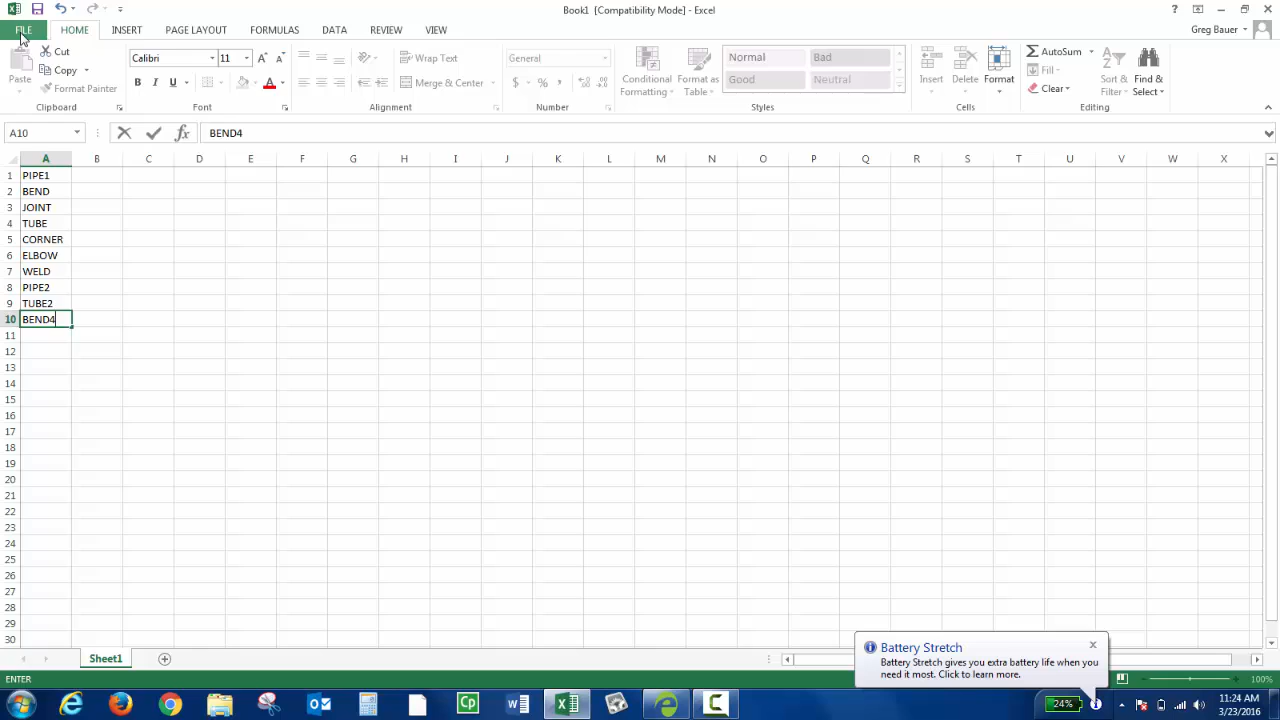 Book1 [Compatibility Mode] - Excel
FILE HOME INSERT PAGE LAYOUT FORMULAS DATA REVIEW VIEW Greg Bauer
Paste Cut Copy Format Painter
Calibri 11
B I U A
Wrap Text
Merge & Center
General
$ % ,
Conditional Formatting
Format as Table
Normal Bad
Good Neutral
Insert Delete Format
AutoSum
Fill
Clear
Sort & Filter
Find & Select
Clipboard Font Alignment Number Styles Cells Editing
A10 fx BEND4
A B C D E F G H I J K L M N O P Q R S T U V W X
1 PIPE1
2 BEND
3 JOINT
4 TUBE
5 CORNER
6 ELBOW
7 WELD
8 PIPE2
9 TUBE2
10 BEND4
11
12
13
14
15
16
17
18
19
20
21
22
23
24
25
26
27
28
29
30
Battery Stretch
Battery Stretch gives you extra battery life when you
need it most. Click to learn more.
Sheet1
ENTER 100%
24%
11:24 AM
3/23/2016